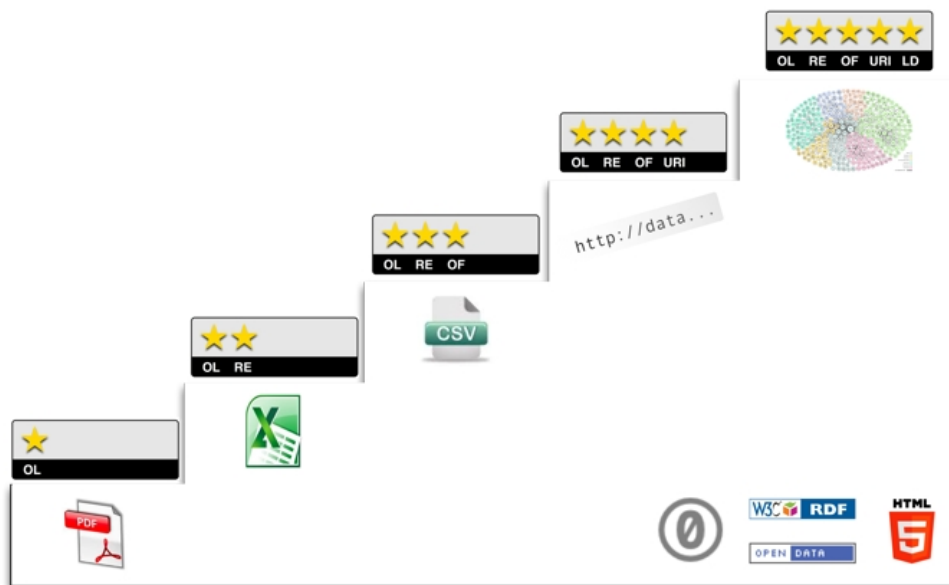 OL RE OF URI LD
OL RE OF URI
http://data...
OL RE OF
CSV
OL RE
X
OL
PDF
0
W3C RDF
OPEN DATA
HTML
5